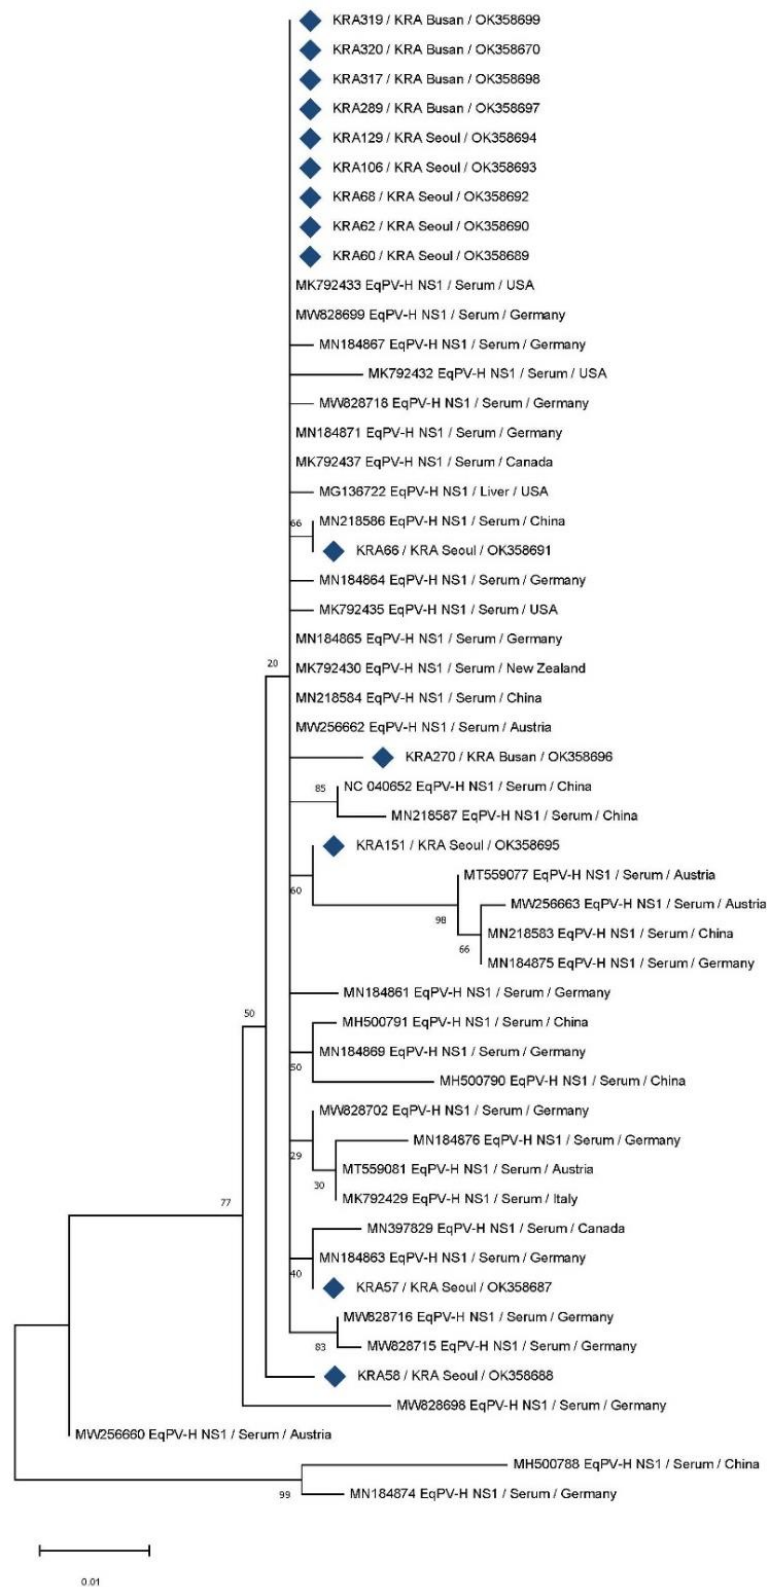 KRA319 / KRA Busan / OK358699
KRA320 / KRA Busan / OK358670
KRA317 / KRA Busan / OK358698
KRA289 / KRA Busan / OK358697
KRA129 / KRA Seoul / OK358694
KRA106 / KRA Seoul / OK358693
KRA68 / KRA Seoul / OK358692
KRA62 / KRA Seoul / OK358690
KRA60 / KRA Seoul / OK358689
MK792433 EqPV-H NS1 / Serum / USA
MW828699 EqPV-H NS1 / Serum / Germany
MN184867 EqPV-H NS1 / Serum / Germany
MK792432 EqPV-H NS1 / Serum / USA
MW828718 EqPV-H NS1 / Serum / Germany
MN184871 EqPV-H NS1 / Serum / Germany
MK792437 EqPV-H NS1 / Serum / Canada
MG136722 EqPV-H NS1 / Liver / USA
66 MN218586 EqPV-H NS1 / Serum / China
KRA66 / KRA Seoul / OK358691
MN184864 EqPV-H NS1 / Serum / Germany
MK792435 EqPV-H NS1 / Serum / USA
MN184865 EqPV-H NS1 / Serum / Germany
20 MK792430 EqPV-H NS1 / Serum / New Zealand
MN218584 EqPV-H NS1 / Serum / China
MW256662 EqPV-H NS1 / Serum / Austria
KRA270 / KRA Busan / OK358696
85 NC 040652 EqPV-H NS1 / Serum / China
MN218587 EqPV-H NS1 / Serum / China
KRA151 / KRA Seoul / OK358695
MT559077 EqPV-H NS1 / Serum / Austria
60
MW256663 EqPV-H NS1 / Serum / Austria
98
MN218583 EqPV-H NS1 / Serum / China
66
MN184875 EqPV-H NS1 / Serum / Germany
MN184861 EqPV-H NS1 / Serum / Germany
50
MH500791 EqPV-H NS1 / Serum / China
MN184869 EqPV-H NS1 / Serum / Germany
50
MH500790 EqPV-H NS1 / Serum / China
MW828702 EqPV-H NS1 / Serum / Germany
MN184876 EqPV-H NS1 / Serum / Germany
29
MT559081 EqPV-H NS1 / Serum / Austria
30
MK792429 EqPV-H NS1 / Serum / Italy
77
MN397829 EqPV-H NS1 / Serum / Canada
MN184863 EqPV-H NS1 / Serum / Germany
40
KRA57 / KRA Seoul / OK358687
MW828716 EqPV-H NS1 / Serum / Germany
83 MW828715 EqPV-H NS1 / Serum / Germany
KRA58 / KRA Seoul / OK358688
MW828698 EqPV-H NS1 / Serum / Germany
MW256660 EqPV-H NS1 / Serum / Austria
MH500788 EqPV-H NS1 / Serum / China
99 MN184874 EqPV-H NS1 / Serum / Germany
0.01